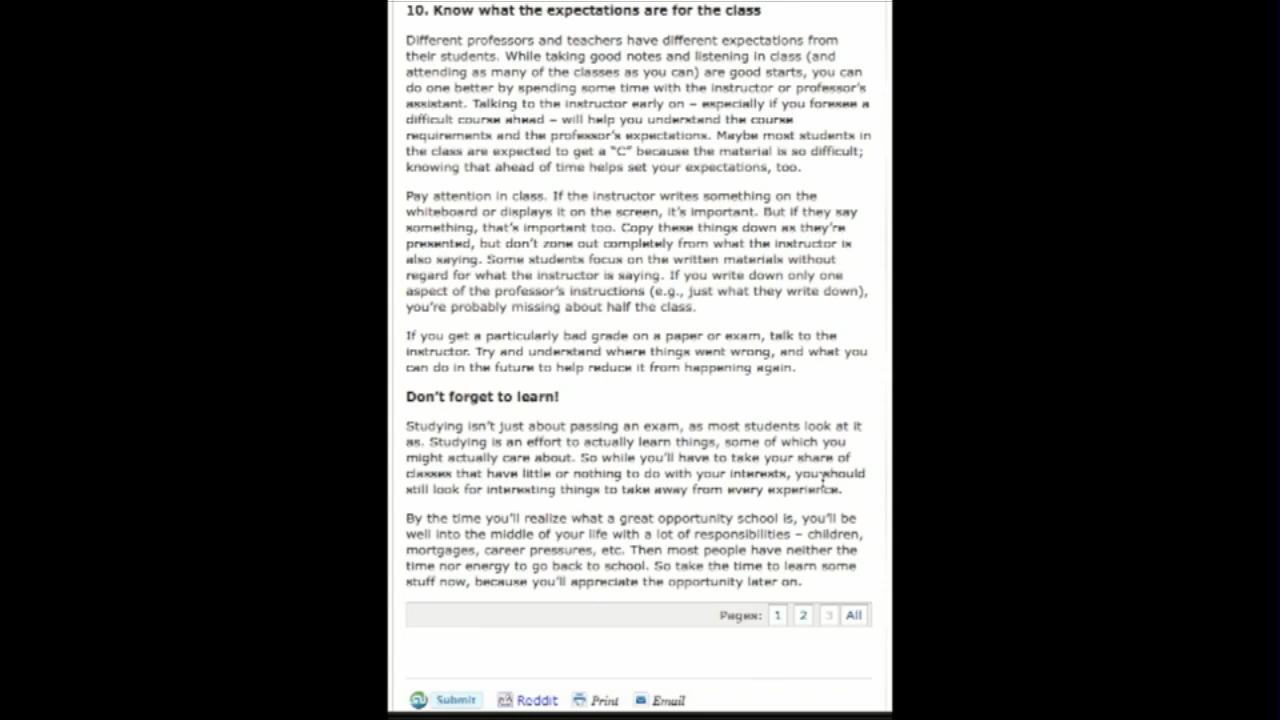 10. Know what the expectations are for the class
Different professors and teachers have different expectations from
their students. While taking good notes and listening in class (and
attending as many of the classes as you can) are good starts, you can
do one better by spending some time with the instructor or professor's
assistant. Talking to the instructor early on – especially if you foresee a
difficult course ahead – will help you understand the course
requirements and the professor's expectations. Maybe most students in
the class are expected to get a "C" because the material is so difficult;
knowing that ahead of time helps set your expectations, too.
Pay attention in class. If the instructor writes something on the
whiteboard or displays it on the screen, it's important. But if they say
something, that's important too. Copy these things down as they're
presented, but don't zone out completely from what the instructor is
also saying. Some students focus on the written materials without
regard for what the instructor is saying. If you write down only one
aspect of the professor's instructions (e.g., just what they write down),
you're probably missing about half the class.
If you get a particularly bad grade on a paper or exam, talk to the
instructor. Try and understand where things went wrong, and what you
can do in the future to help reduce it from happening again.
Don't forget to learn!
Studying isn't just about passing an exam, as most students look at it
as. Studying is an effort to actually learn things, some of which you
might actually care about. So while you'll have to take your share of
classes that have little or nothing to do with your interests, you should
still look for interesting things to take away from every experience.
By the time you'll realize what a great opportunity school is, you'll be
well into the middle of your life with a lot of responsibilities – children,
mortgages, career pressures, etc. Then most people have neither the
time nor energy to go back to school. So take the time to learn some
stuff now, because you'll appreciate the opportunity later on.
Pages: 1 2 3 All
Submit Reddit Print Email